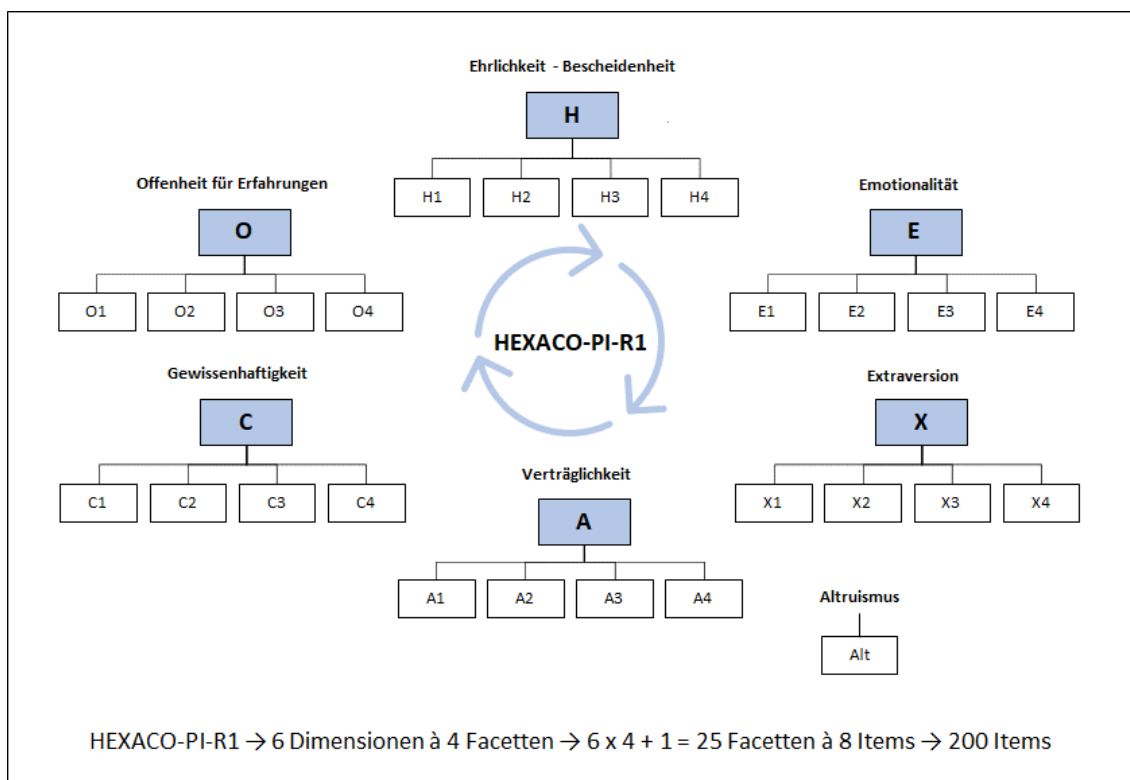 Ehrlichkeit - Bescheidenheit
H
H1 H2 H3 H4
Offenheit für Erfahrungen
O
O1 O2 O3 O4
Emotionalität
E
E1 E2 E3 E4
HEXACO-PI-R1
Gewissenhaftigkeit
C
C1 C2 C3 C4
Extraversion
X
X1 X2 X3 X4
Verträglichkeit
A
A1 A2 A3 A4
Altruismus
Alt
HEXACO-PI-R1 → 6 Dimensionen à 4 Facetten → 6 x 4 + 1 = 25 Facetten à 8 Items → 200 Items